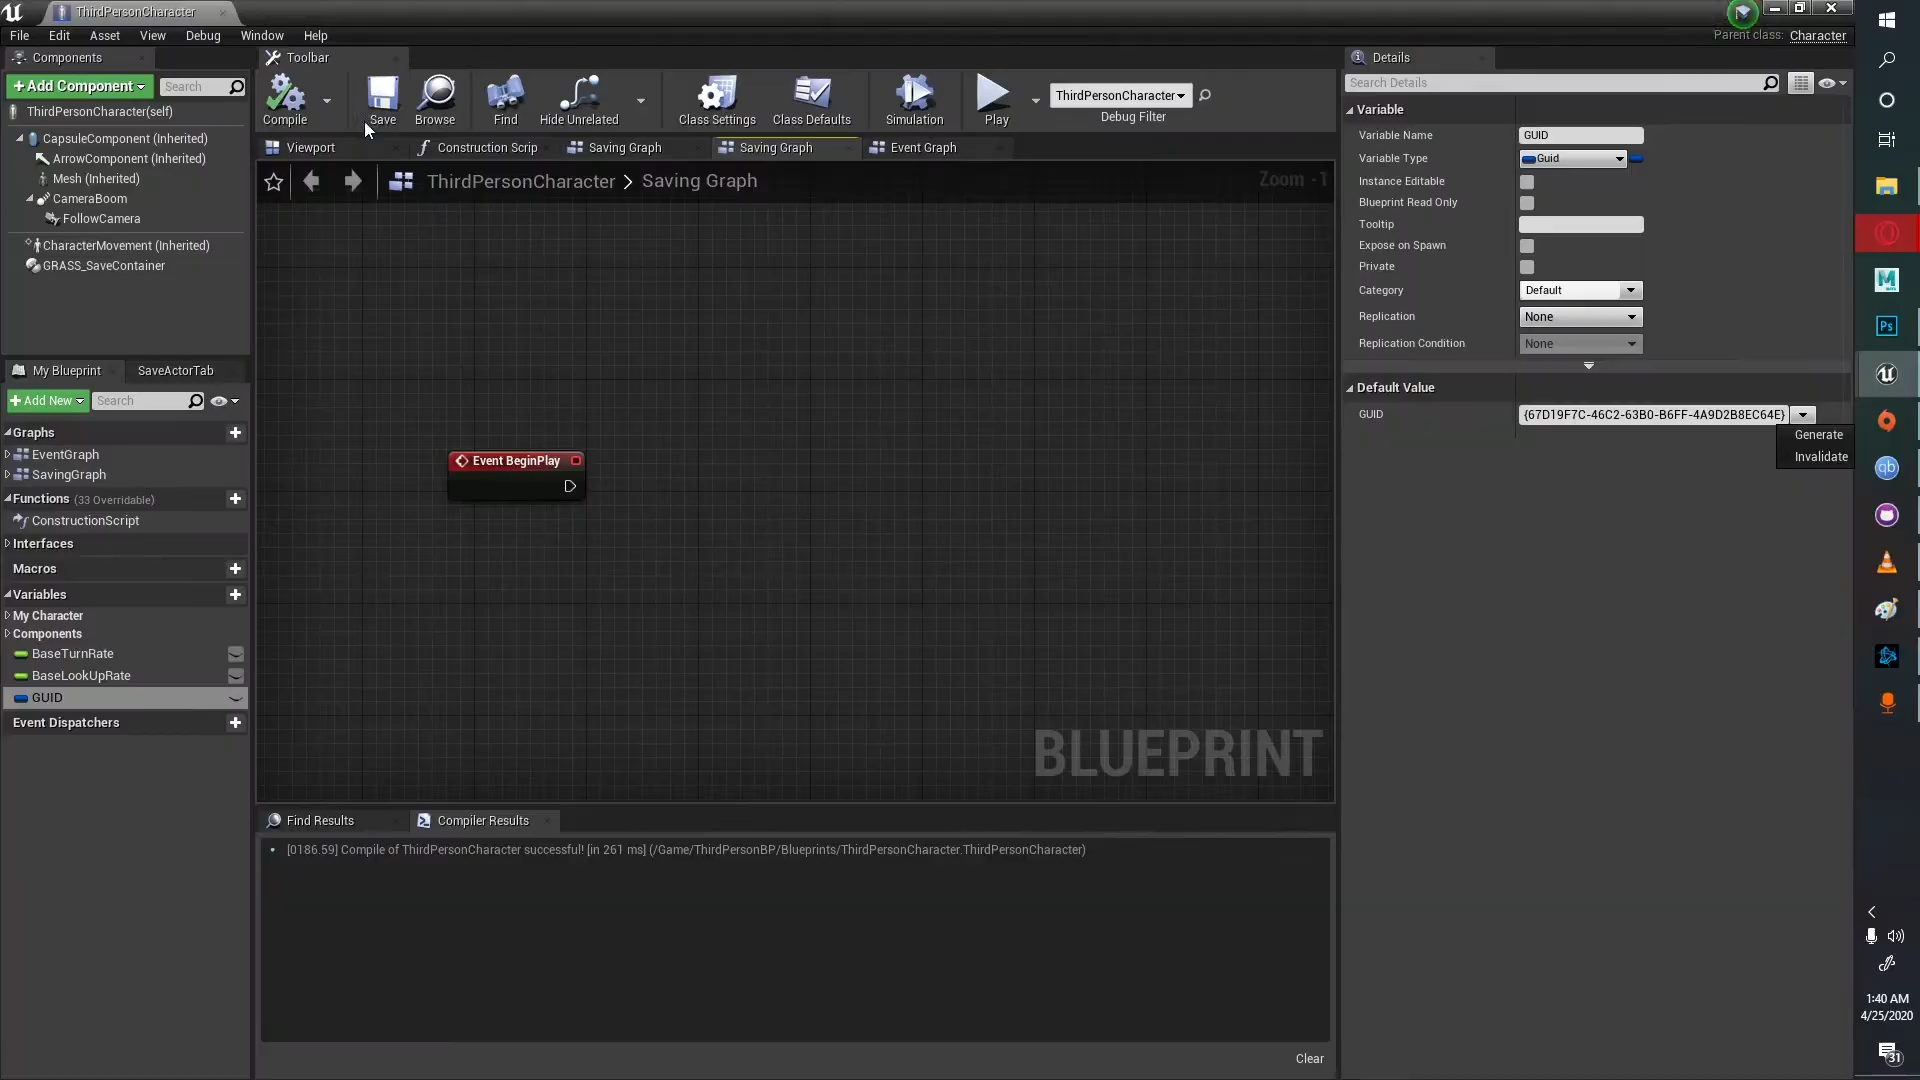 ThirdPersonCharacter
File Edit Asset View Debug Window Help
Parent class: Character
Components
Toolbar
Details
+Add Component
Search
ThirdPersonCharacter(self)
CapsuleComponent (Inherited)
ArrowComponent (Inherited)
Mesh (Inherited)
CameraBoom
FollowCamera
CharacterMovement (Inherited)
GRASS_SaveContainer
Compile
Save
Browse
Find
Hide Unrelated
Class Settings
Class Defaults
Simulation
Play
ThirdPersonCharacter
Debug Filter
Viewport
Construction Scrip
Saving Graph
Saving Graph
Event Graph
ThirdPersonCharacter > Saving Graph
Zoom -1
Event BeginPlay
BLUEPRINT
My Blueprint
SaveActorTab
+Add New
Search
Graphs
EventGraph
SavingGraph
Functions (33 Overridable)
ConstructionScript
Interfaces
Macros
Variables
My Character
Components
BaseTurnRate
BaseLookUpRate
GUID
Event Dispatchers
Find Results
Compiler Results
[0186.59] Compile of ThirdPersonCharacter successful! [in 261 ms] (/Game/ThirdPersonBP/Blueprints/ThirdPersonCharacter.ThirdPersonCharacter)
Clear
Search Details
Variable
Variable Name GUID
Variable Type Guid
Instance Editable
Blueprint Read Only
Tooltip
Expose on Spawn
Private
Category Default
Replication None
Replication Condition None
Default Value
GUID {67D19F7C-46C2-63B0-B6FF-4A9D2B8EC64E}
Generate
Invalidate
M
Ps
qb
1:40 AM
4/25/2020
31